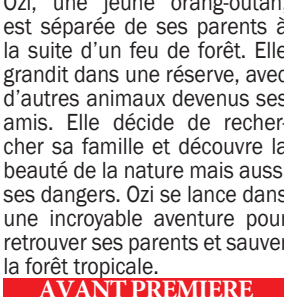 Ozi, une jeune orang-outan,
est séparée de ses parents à
la suite d'un feu de forêt. Elle
grandit dans une réserve, avec
d'autres animaux devenus ses
amis. Elle décide de recher-
cher sa famille et découvre la
beauté de la nature mais aussi
ses dangers. Ozi se lance dans
une incroyable aventure pour
retrouver ses parents et sauver
la forêt tropicale.
AVANT PREMIERE